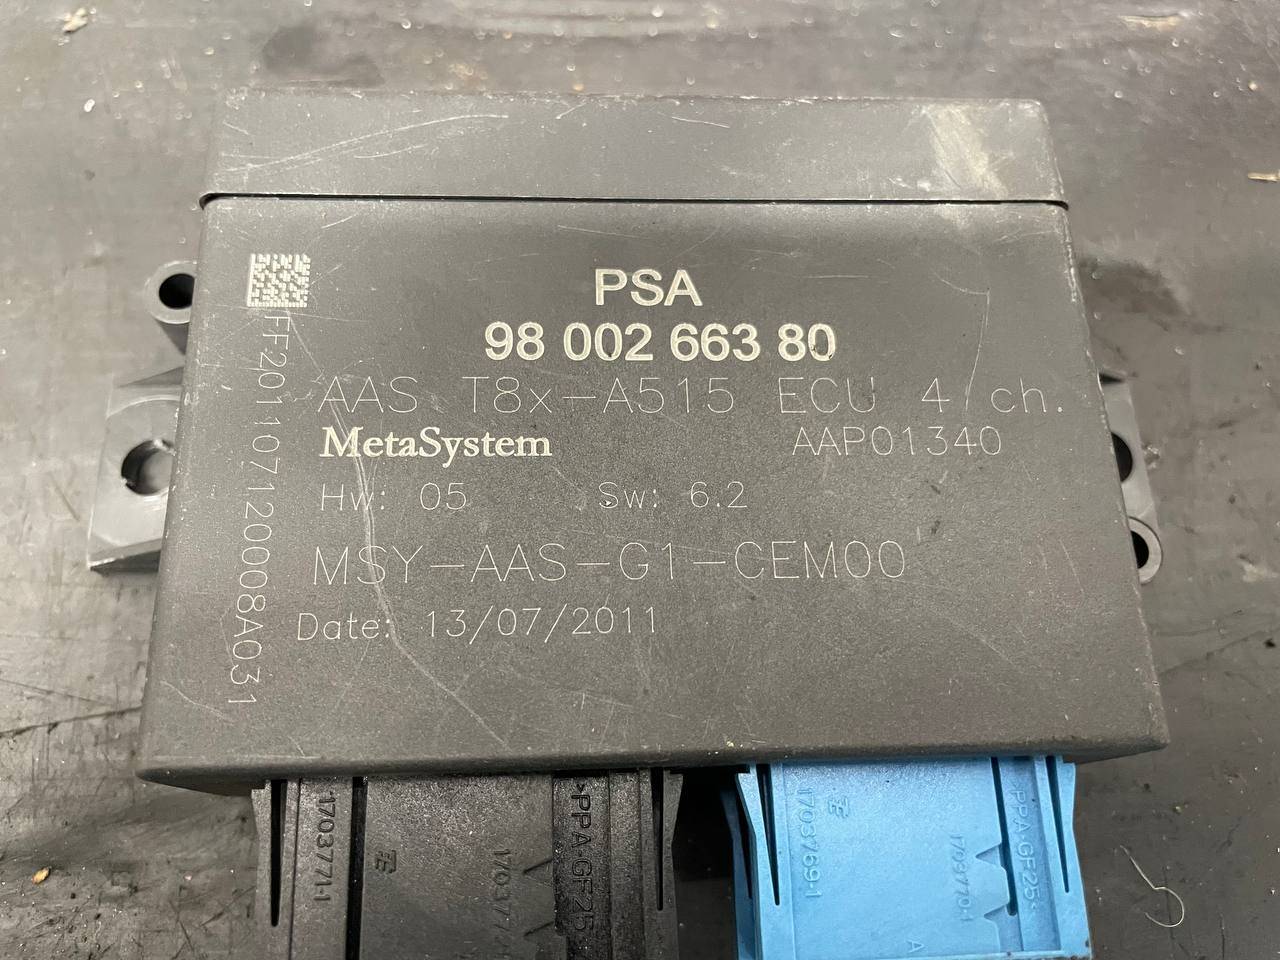 PSA
98 002 663 80
AAS T8x-A515 ECU 4 ch.
MetaSystem AAP01340
Hw: 05 Sw: 6.2
MSY-AAS-G1-CEM00
Date: 13/07/2011
FF201107120008A031
1703771-1
>PPA.GF25
1703769-1
>PPA.GF25<
A